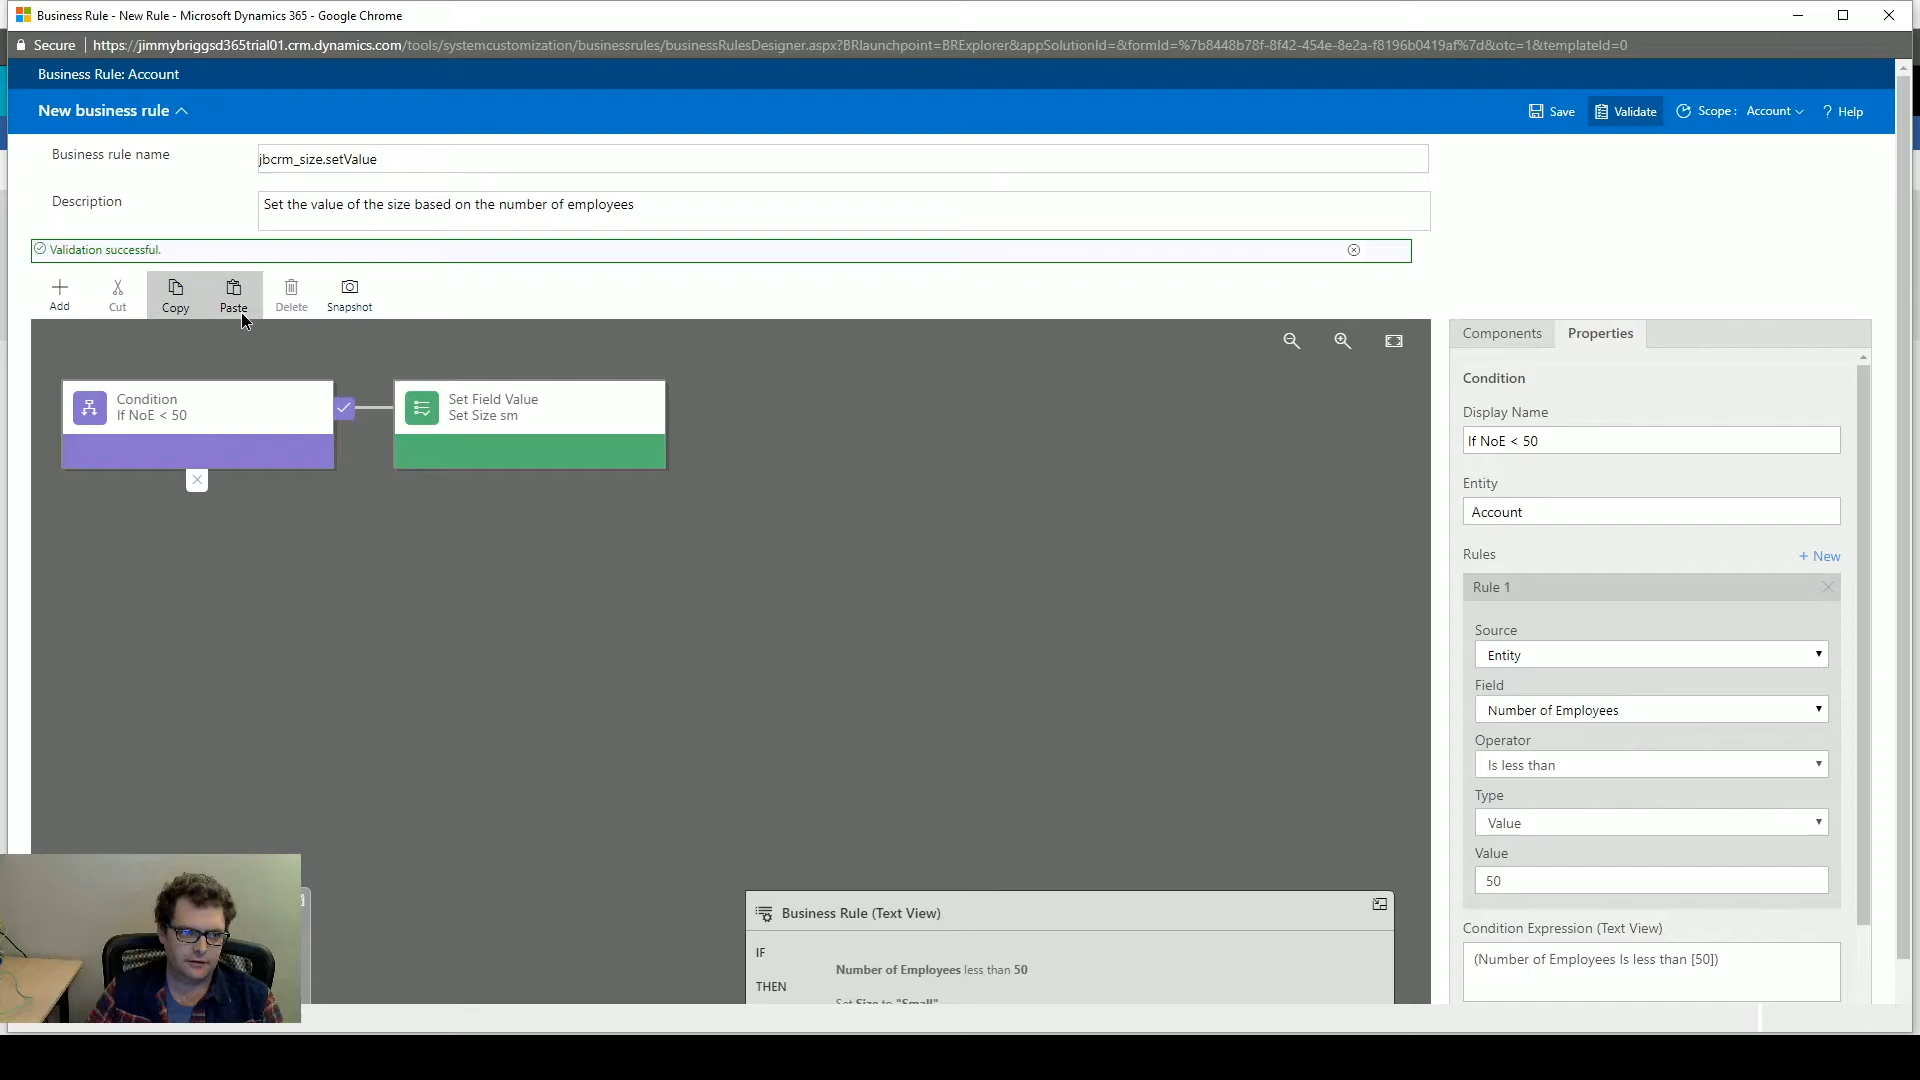 Business Rule - New Rule - Microsoft Dynamics 365 - Google Chrome
Secure https://jimmybriggsd365trial01.crm.dynamics.com/tools/systemcustomization/businessrules/businessRulesDesigner.aspx?BRlaunchpoint=BRExplorer&appSolutionId=&formId=%7b8448b78f-8f42-454e-8e2a-f8196b0419af%7d&otc=1&templateId=0
Business Rule: Account
New business rule
Save Validate Scope : Account ? Help
Business rule name jbcrm_size.setValue
Description Set the value of the size based on the number of employees
Validation successful.
Add Cut Copy Paste Delete Snapshot
Components Properties
Condition
If NoE < 50
Set Field Value
Set Size sm
Condition
Display Name
If NoE < 50
Entity
Account
Rules + New
Rule 1
Source
Entity
Field
Number of Employees
Operator
Is less than
Type
Value
Value
50
Condition Expression (Text View)
(Number of Employees Is less than [50])
Business Rule (Text View)
IF
Number of Employees less than 50
THEN
Set Size to "Small"